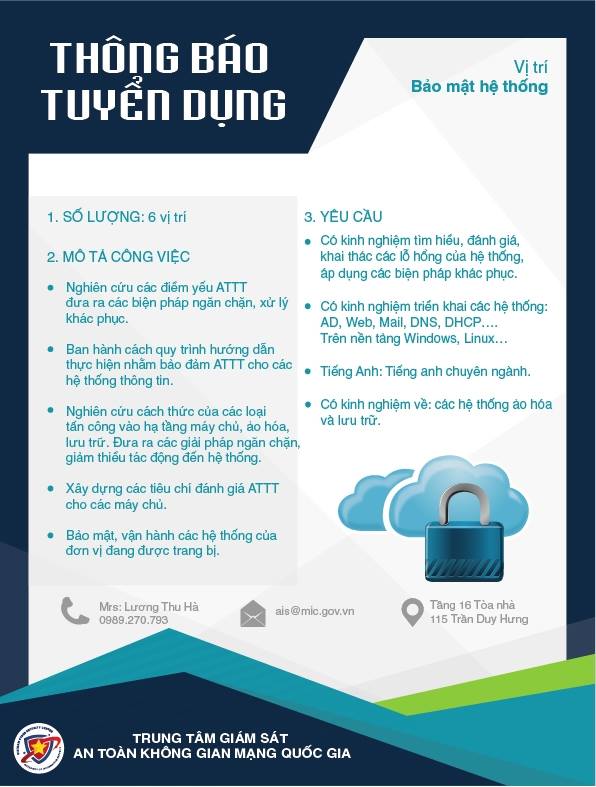 THÔNG BÁO
TUYỂN DỤNG
Vị trí
Bảo mật hệ thống
1. SỐ LƯỢNG: 6 vị trí
2. MÔ TẢ CÔNG VIỆC
Nghiên cứu các điểm yếu ATTT
đưa ra các biện pháp ngăn chặn, xử lý
khác phục.
Ban hành cách quy trình hướng dẫn
thực hiện nhằm bảo đảm ATTT cho các
hệ thống thông tin.
Nghiên cứu cách thức của các loại
tấn công vào hạ tầng máy chủ, ảo hóa,
lưu trữ. Đưa ra các giải pháp ngăn chặn,
giảm thiểu tác động đến hệ thống.
Xây dựng các tiêu chí đánh giá ATTT
cho các máy chủ.
Bảo mật, vận hành các hệ thống của
đơn vị đang được trang bị.
3. YÊU CẦU
Có kinh nghiệm tìm hiểu, đánh giá,
khai thác các lỗ hổng của hệ thống,
áp dụng các biện pháp khác phục.
Có kinh nghiệm triển khai các hệ thống:
AD, Web, Mail, DNS, DHCP....
Trên nền tảng Windows, Linux...
Tiếng Anh: Tiếng anh chuyên ngành.
Có kinh nghiệm về: các hệ thống ảo hóa
và lưu trữ.
Mrs: Lương Thu Hà
0989.270.793
ais@mic.gov.vn
Tầng 16 Tòa nhà
115 Trần Duy Hưng
TRUNG TÂM GIÁM SÁT
AN TOÀN KHÔNG GIAN MẠNG QUỐC GIA